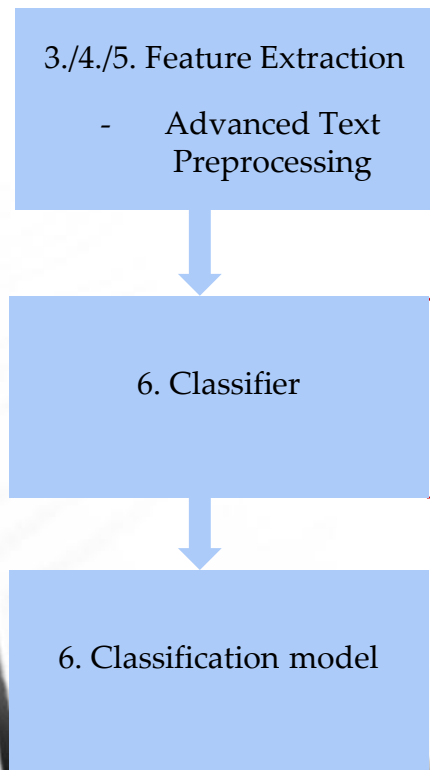 3./4./5. Feature Extraction
- Advanced Text
Preprocessing
6. Classifier
6. Classification model